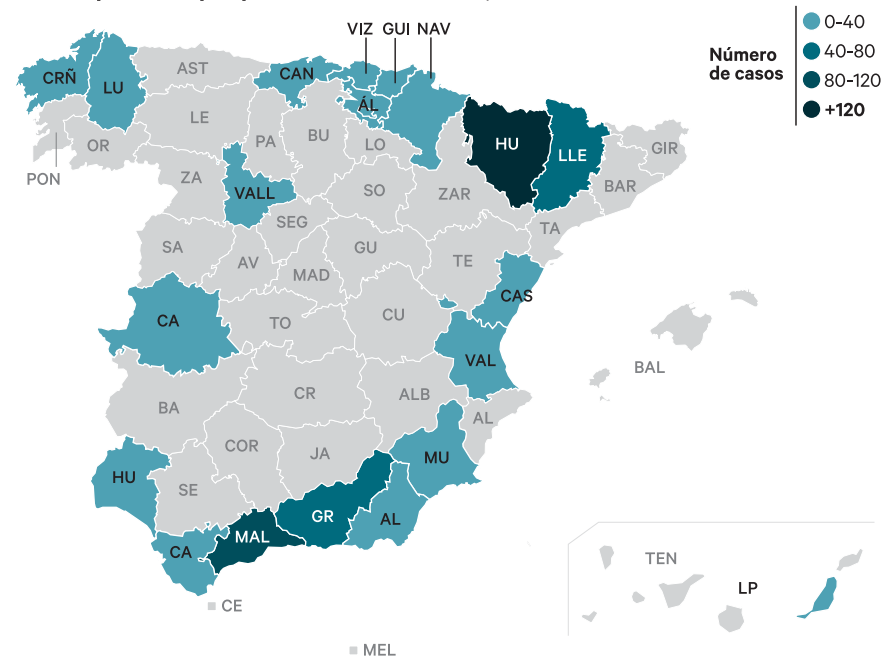 VIZ GUI NAV
Número
de casos
0-40
40-80
80-120
+120
CRÑ
LU
AST
CAN
ÁL
LE
PA
BU
LO
HU
LLE
GIR
OR
PON
ZA
VALL
SO
ZAR
BAR
SEG
TA
SA
AV
MAD
GU
TE
CAS
CA
TO
CU
VAL
BAL
BA
CR
ALB
AL
COR
JA
MU
HU
SE
GR
AL
MAL
CA
CE
MEL
TEN
LP